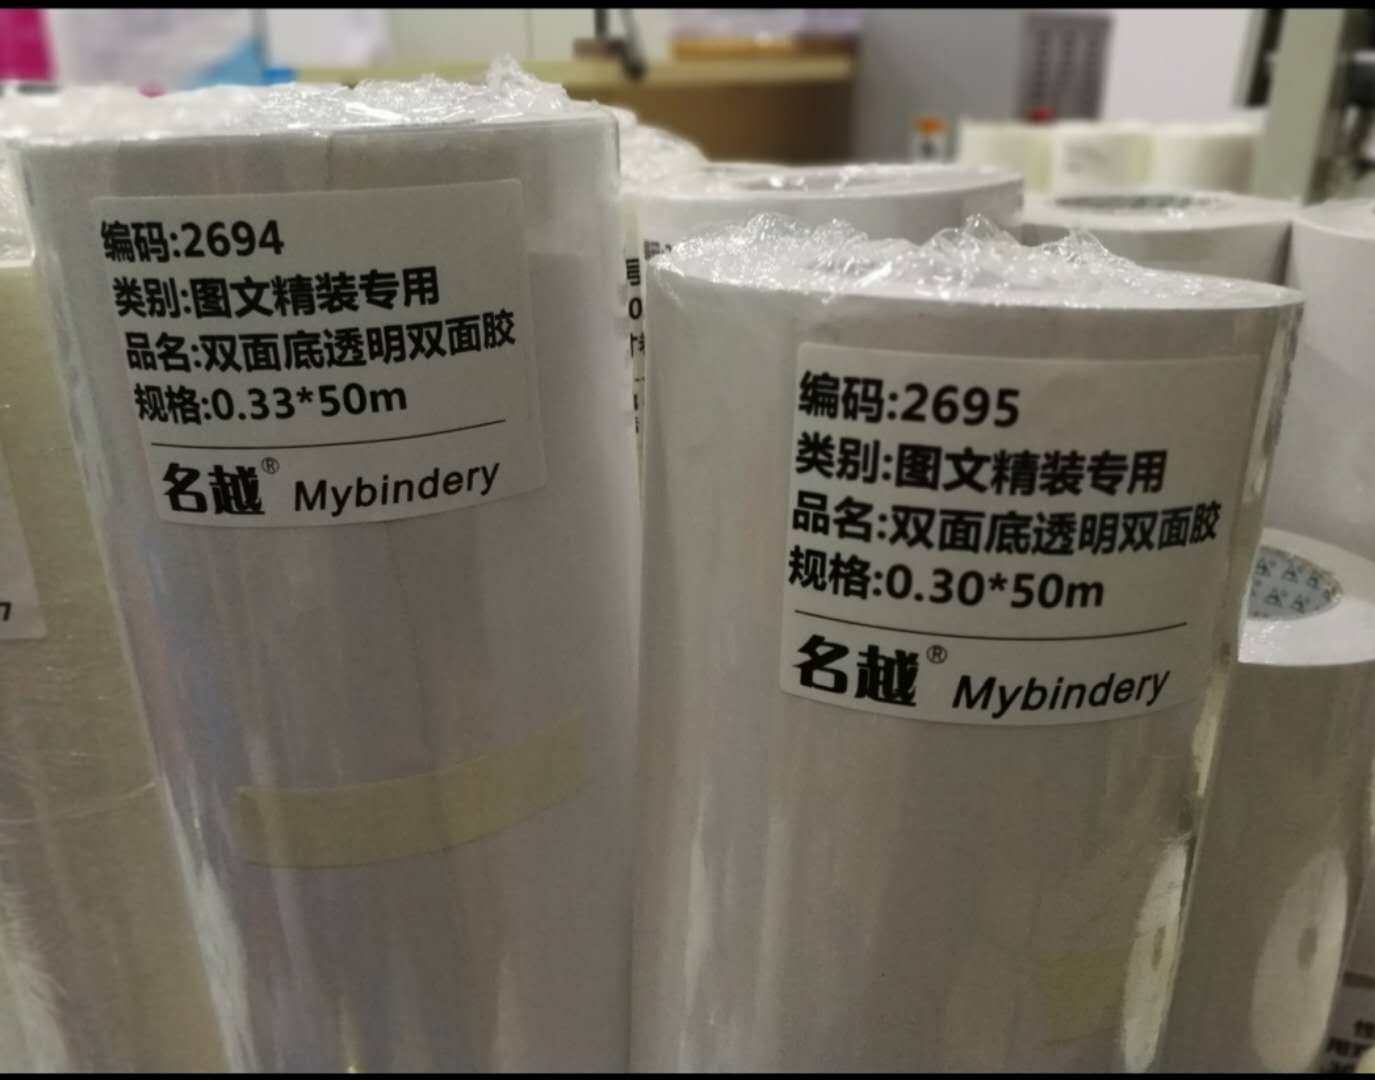 编码:2694
类别:图文精装专用
品名:双面底透明双面胶
规格:0.33*50m
名越® Mybindery
编码:2695
类别:图文精装专用
品名:双面底透明双面胶
规格:0.30*50m
名越® Mybindery